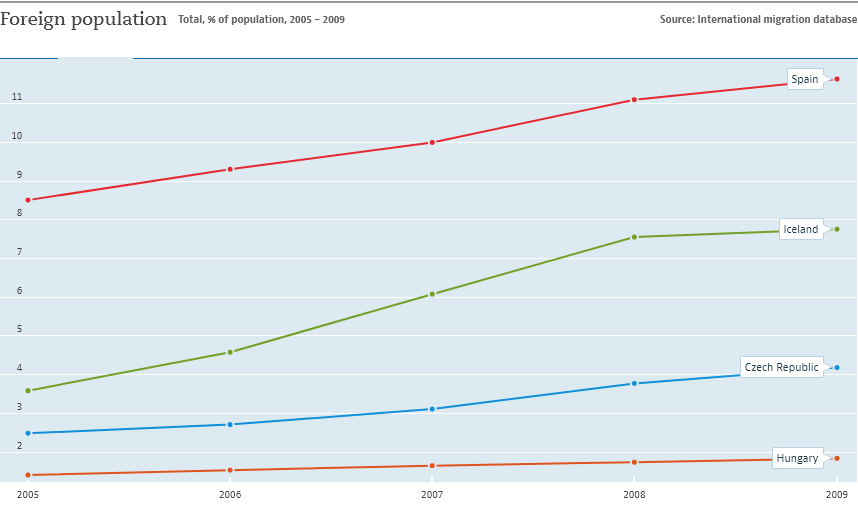 Foreign population Total, % of population, 2005 – 2009 Source: International migration database
Spain
11
10
9
8
Iceland
7
6
5
4
Czech Republic
3
2
Hungary
2005 2006 2007 2008 2009